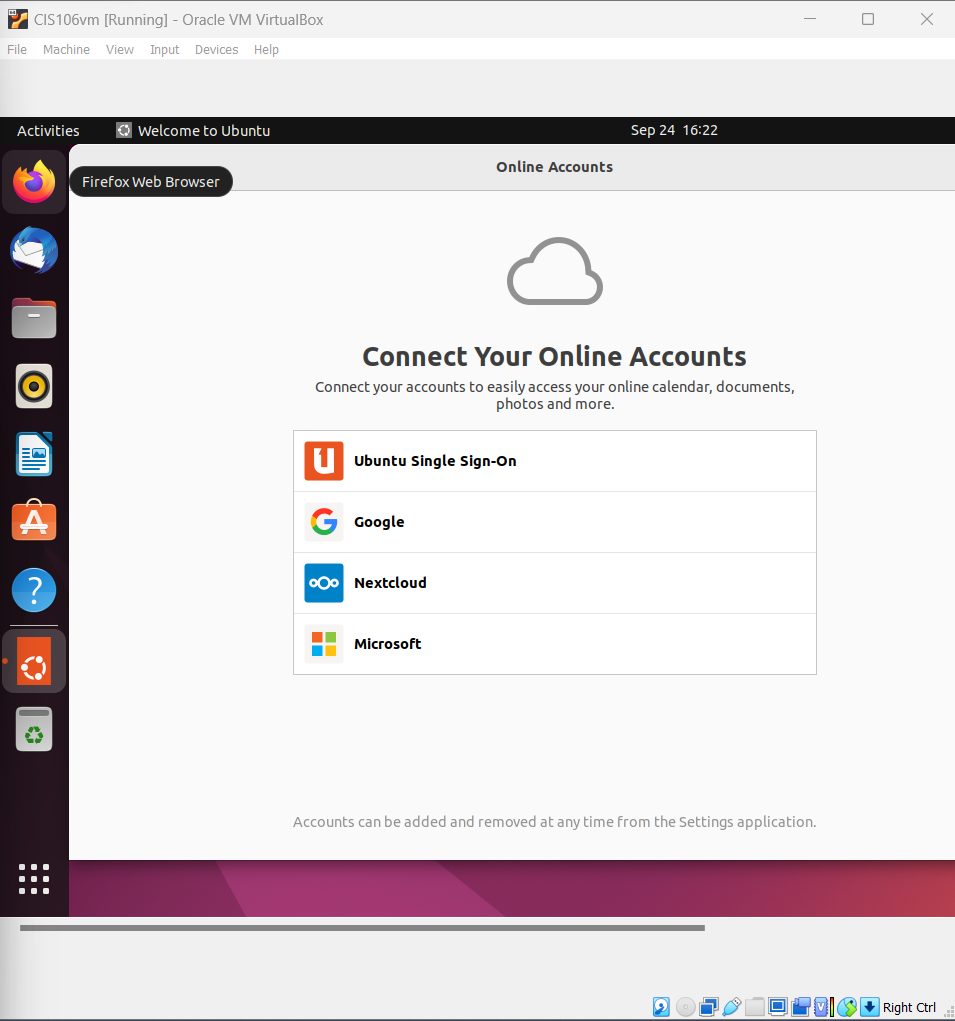 CIS106vm [Running] - Oracle VM VirtualBox
File Machine View Input Devices Help
Activities Welcome to Ubuntu Sep 24 16:22
Online Accounts
Firefox Web Browser
Connect Your Online Accounts
Connect your accounts to easily access your online calendar, documents,
photos and more.
Ubuntu Single Sign-On
Google
Nextcloud
Microsoft
Accounts can be added and removed at any time from the Settings application.
Right Ctrl